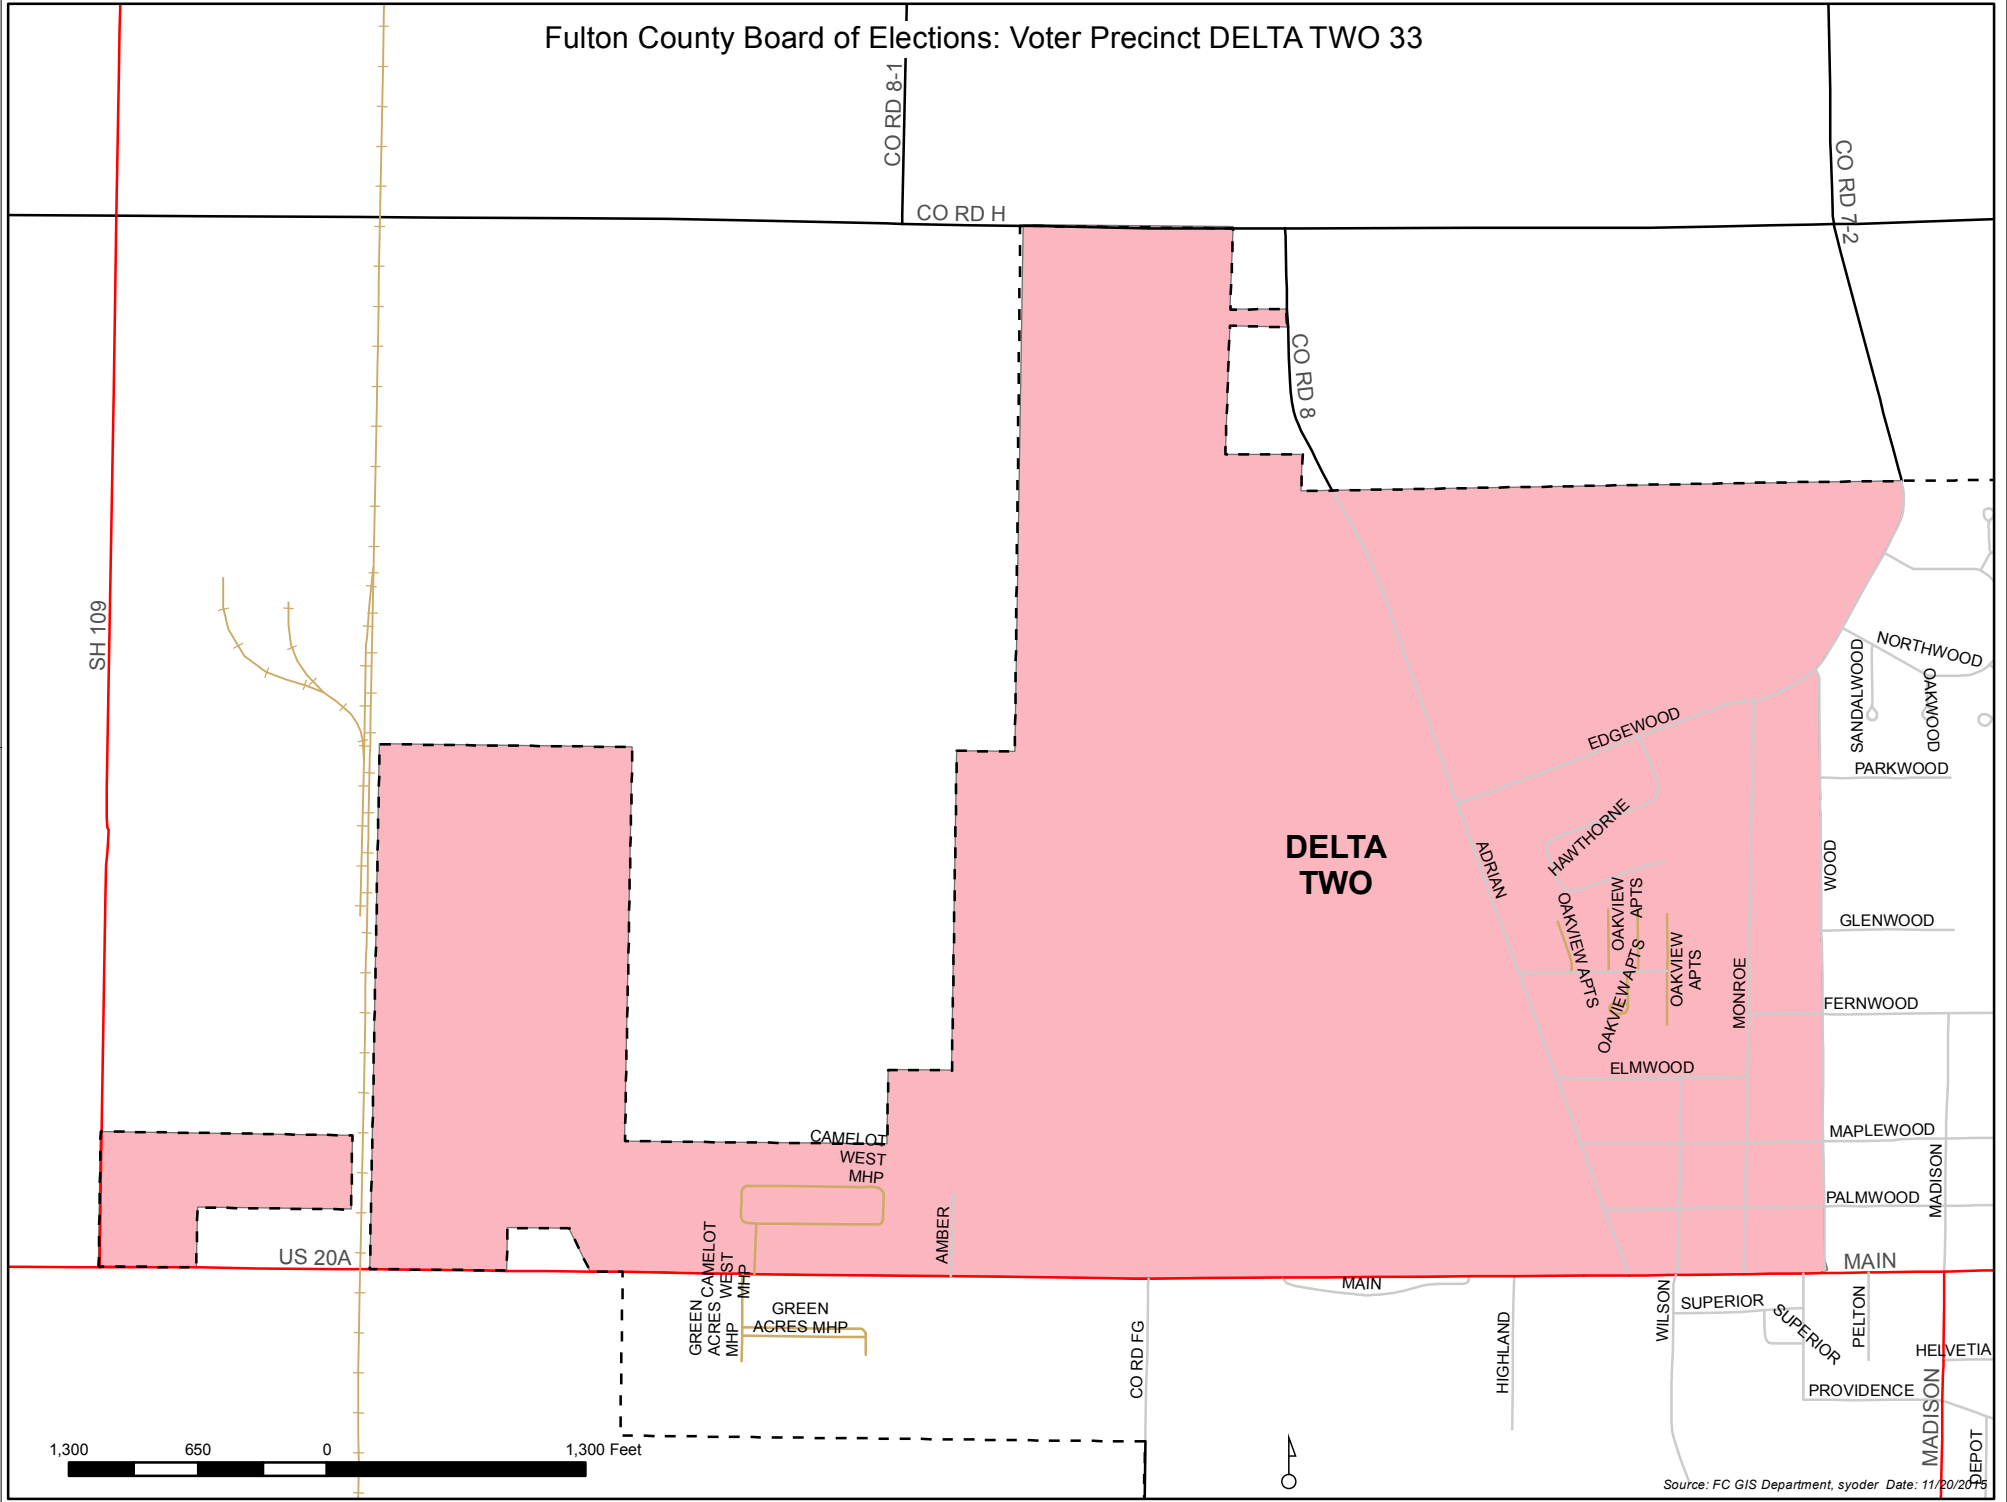 Fulton County Board of Elections: Voter Precinct DELTA TWO 33
CO RD 8-1
CO RD 7-2
CO RD H
CO RD 8
SH 109
NORTHWOOD
SANDALWOOD
OAKWOOD
EDGEWOOD
PARKWOOD
HAWTHORNE
DELTA
TWO
ADRIAN
WOOD
OAKVIEW APTS
OAKVIEW
APTS
OAKVIEW APTS
OAKVIEW
APTS
GLENWOOD
MONROE
FERNWOOD
ELMWOOD
CAMELOT
WEST
MHP
MAPLEWOOD
MADISON
PALMWOOD
AMBER
US 20A
CAMELOT
WEST
MHP
MAIN
MAIN
GREEN
ACRES
MHP
GREEN
ACRES MHP
CO RD FG
HIGHLAND
WILSON
SUPERIOR
SUPERIOR
PELTON
HELVETIA
PROVIDENCE
MADISON
DEPOT
1,300
650
0
1,300 Feet
Source: FC GIS Department, syoder Date: 11/20/2015